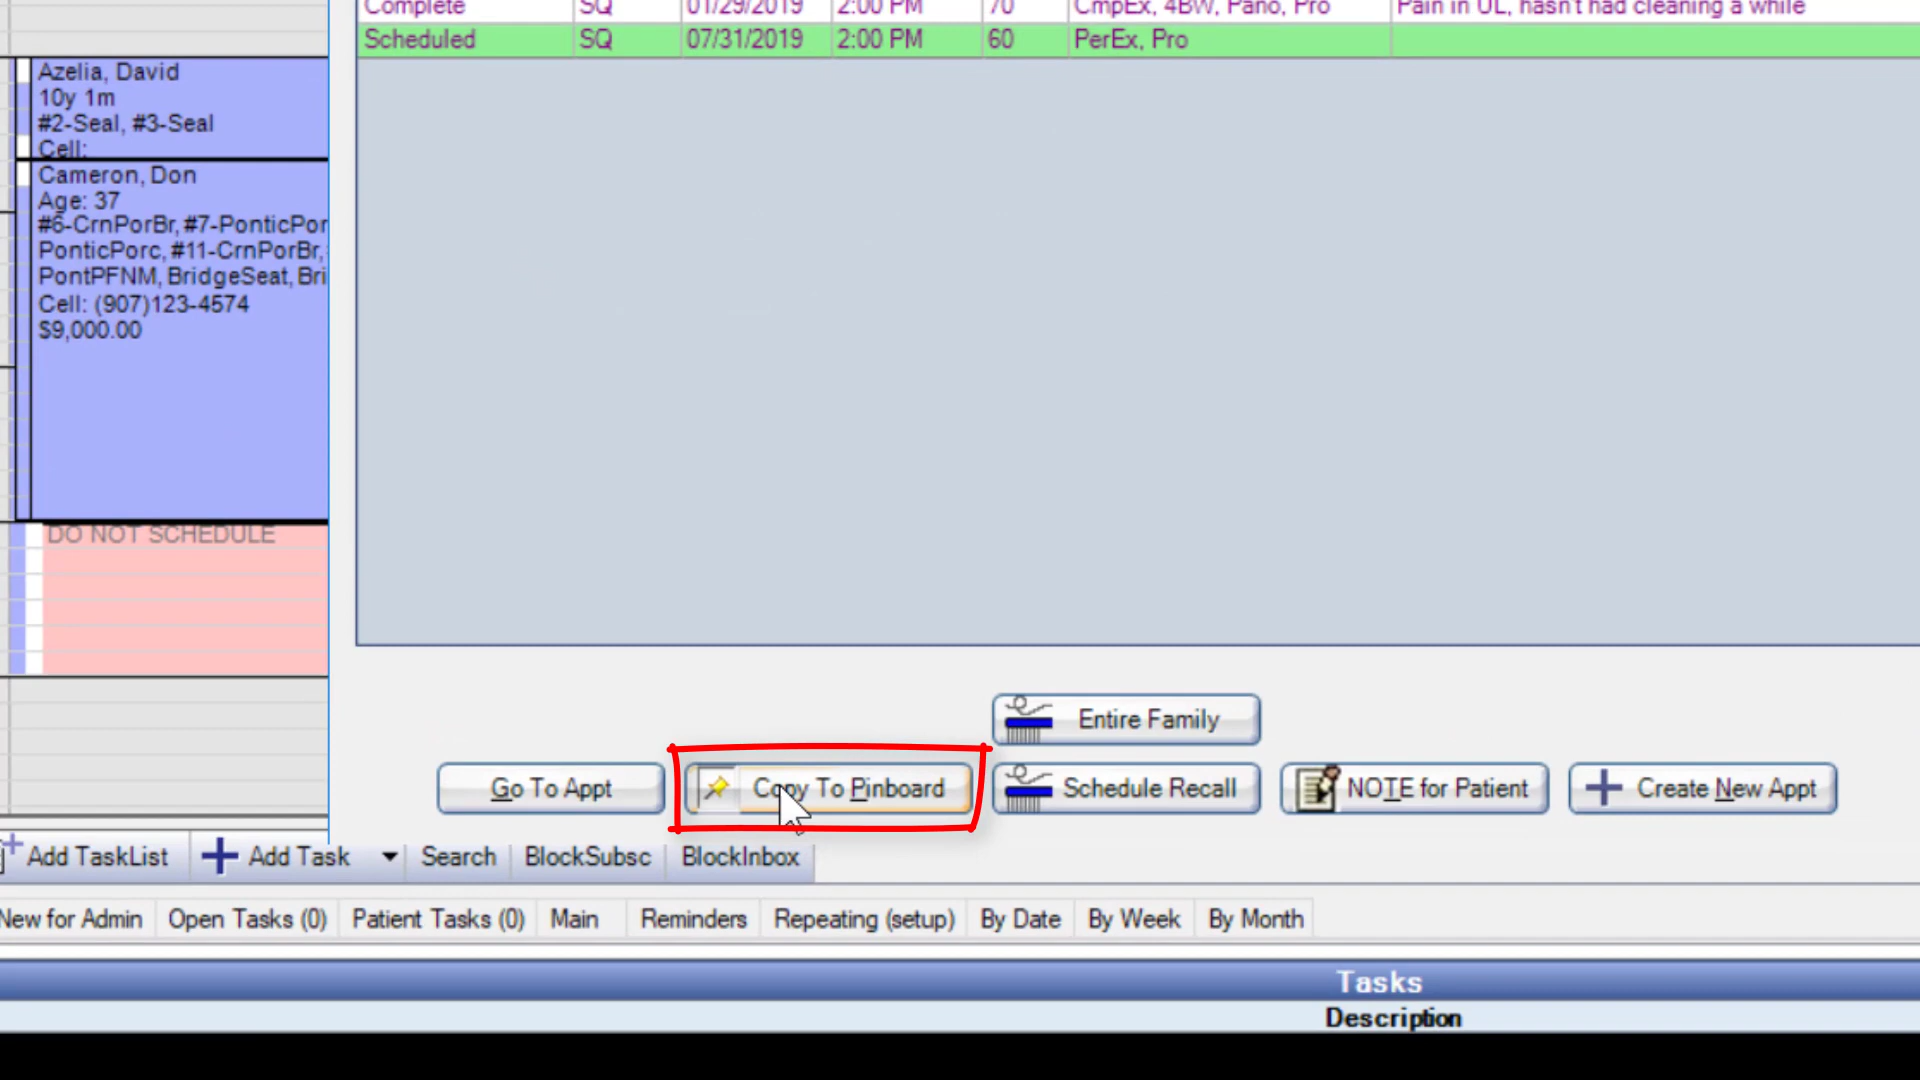 Complete SQ 01/29/2019 2:00 PM 70 CmpEx, 4BW, Pano, Pro Pain in UL, hasn't had cleaning a while
Scheduled SQ 07/31/2019 2:00 PM 60 PerEx, Pro
Azelia, David
10y 1m
#2-Seal, #3-Seal
Cell:
Cameron, Don
Age: 37
#6-CrnPorBr, #7-PonticPor
PonticPorc, #11-CrnPorBr,
PontPFNM, BridgeSeat, Bri
Cell: (907)123-4574
$9,000.00
DO NOT SCHEDULE
Entire Family
Go To Appt Copy To Pinboard Schedule Recall NOTE for Patient Create New Appt
Add TaskList Add Task Search BlockSubsc BlockInbox
New for Admin Open Tasks (0) Patient Tasks (0) Main Reminders Repeating (setup) By Date By Week By Month
Tasks
Description